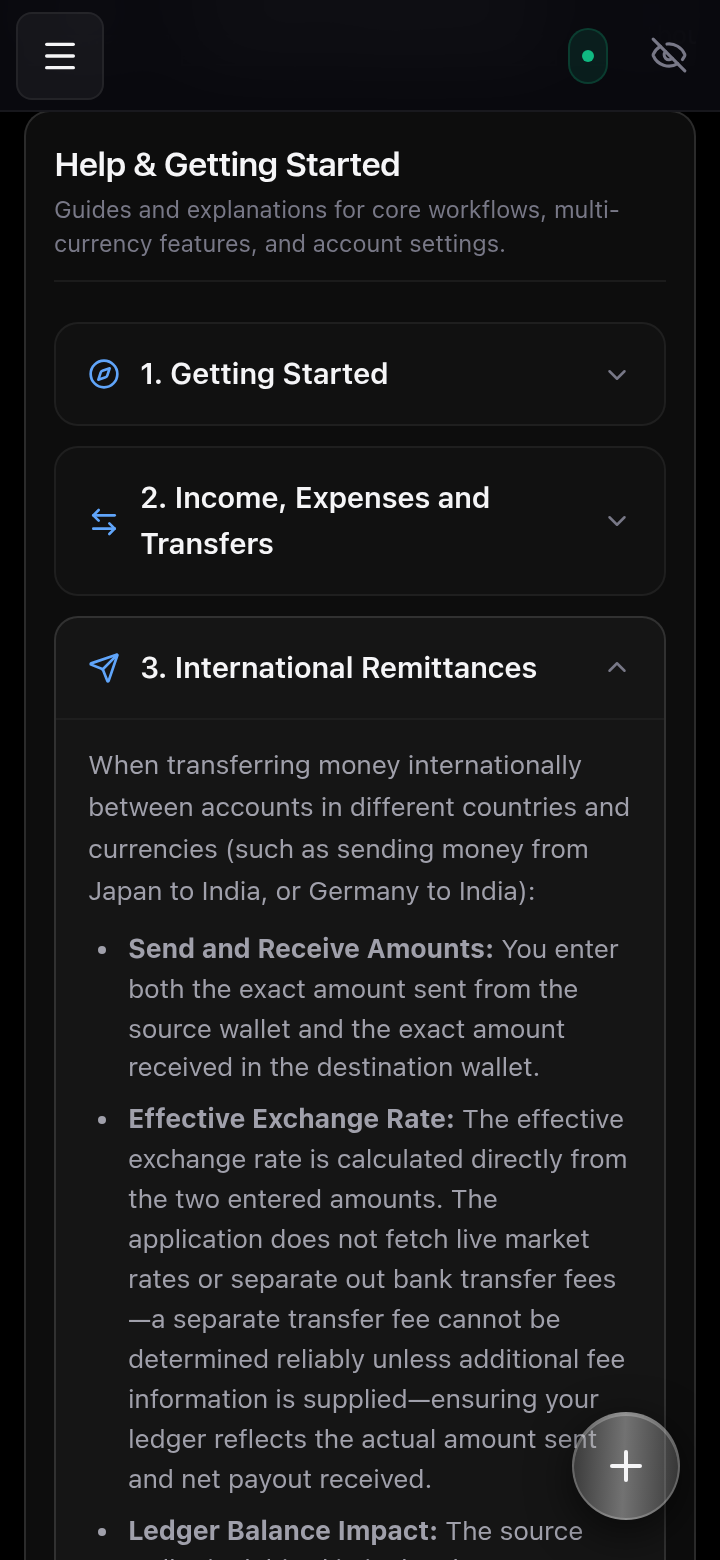 Help & Getting Started
Guides and explanations for core workflows, multi-
currency features, and account settings.
1. Getting Started
2. Income, Expenses and
Transfers
3. International Remittances
When transferring money internationally
between accounts in different countries and
currencies (such as sending money from
Japan to India, or Germany to India):
• Send and Receive Amounts: You enter
both the exact amount sent from the
source wallet and the exact amount
received in the destination wallet.
• Effective Exchange Rate: The effective
exchange rate is calculated directly from
the two entered amounts. The
application does not fetch live market
rates or separate out bank transfer fees
—a separate transfer fee cannot be
determined reliably unless additional fee
information is supplied—ensuring your
ledger reflects the actual amount sent
and net payout received.
• Ledger Balance Impact: The source